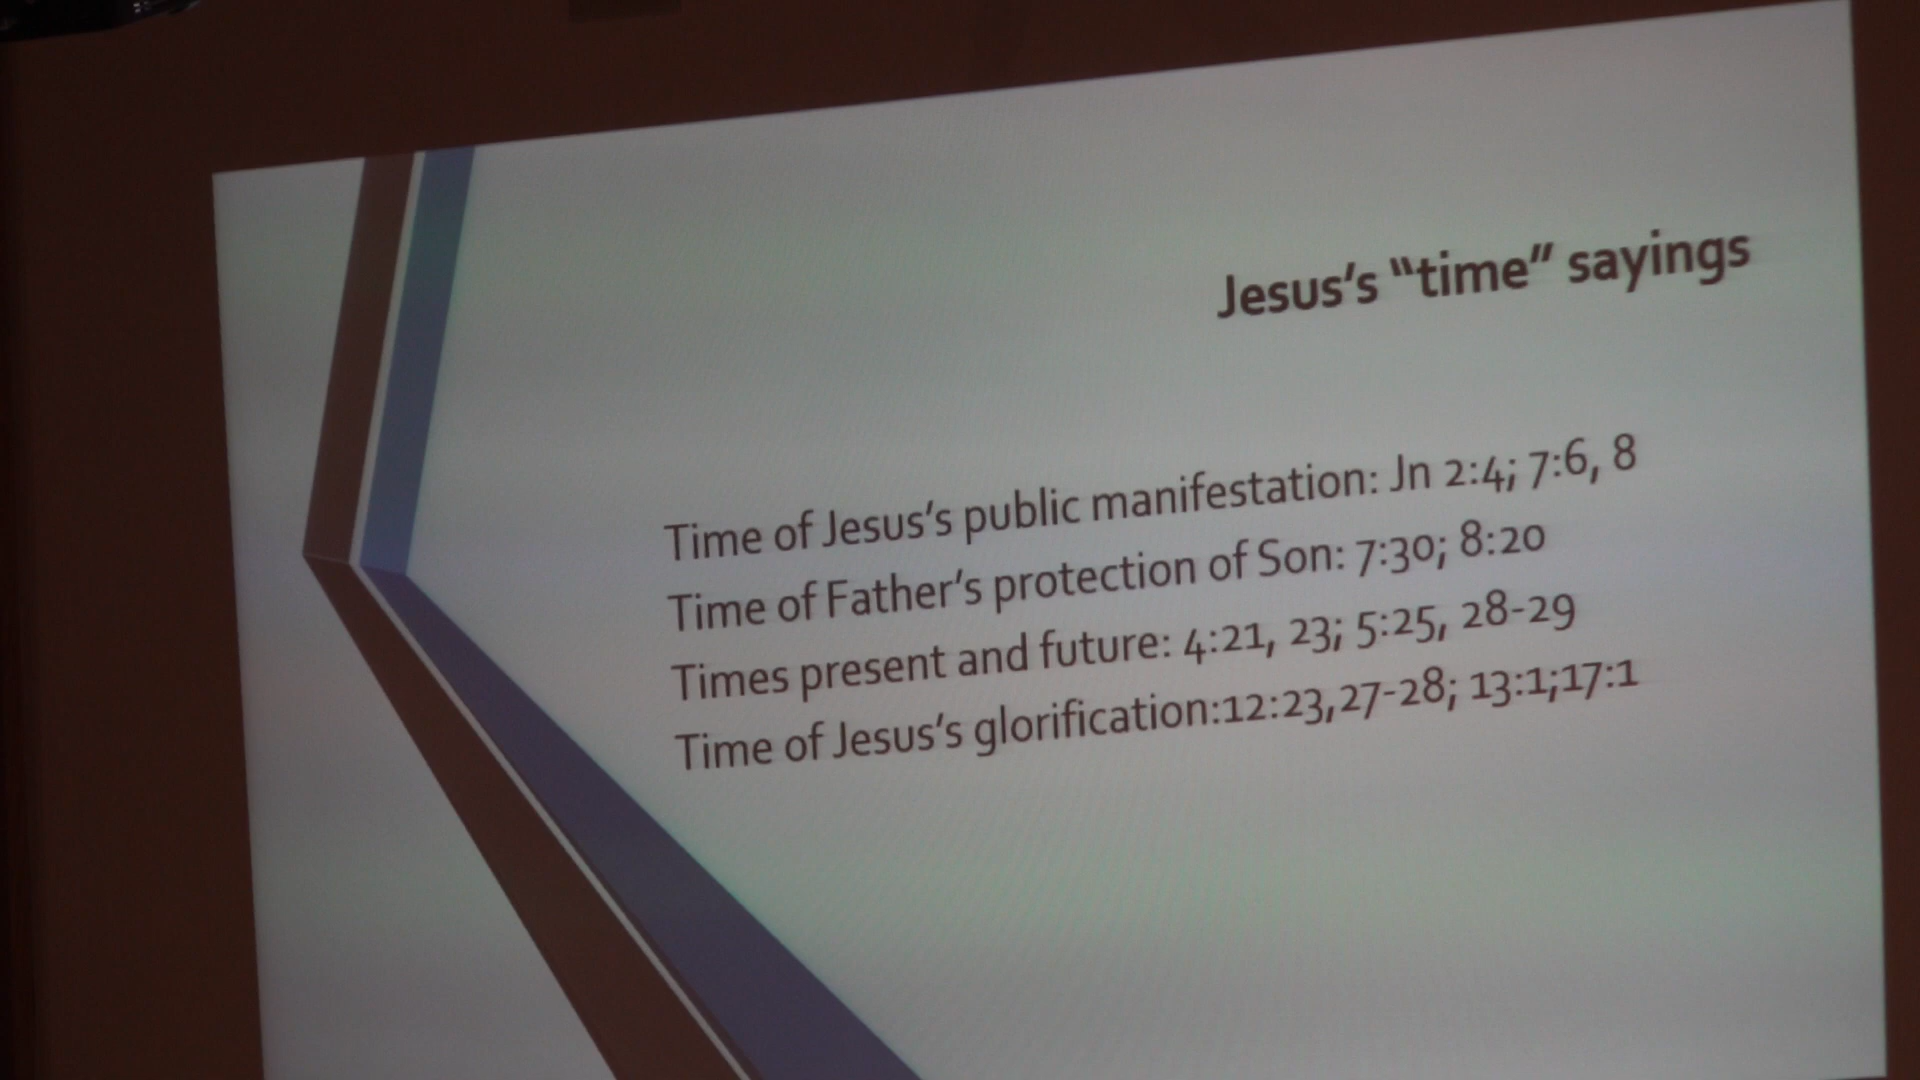 Jesus’s “time” sayings
Time of Jesus’s public manifestation: Jn 2:4; 7:6, 8
Time of Father’s protection of Son: 7:30; 8:20
Times present and future: 4:21, 23; 5:25, 28-29
Time of Jesus’s glorification:12:23,27-28; 13:1;17:1